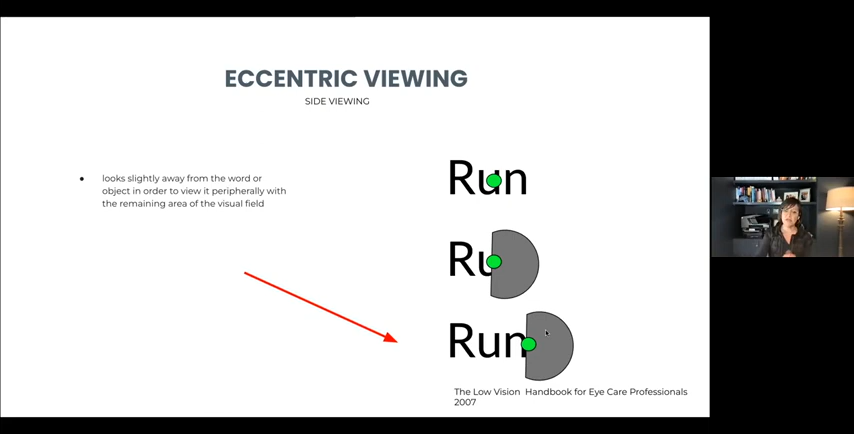 ECCENTRIC VIEWING
SIDE VIEWING
looks slightly away from the word or
object in order to view it peripherally with
the remaining area of the visual field
Run
Ru
Run
The Low Vision Handbook for Eye Care Professionals
2007